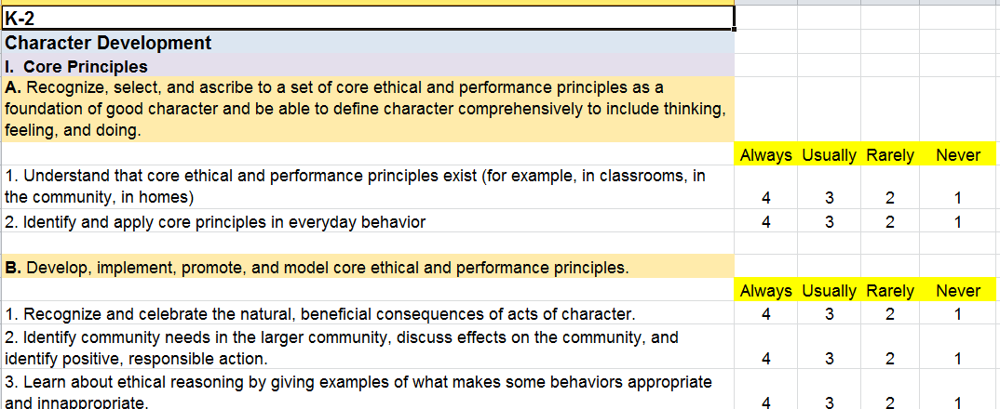 K-2
Character Development
I. Core Principles
A. Recognize, select, and ascribe to a set of core ethical and performance principles as a
foundation of good character and be able to define character comprehensively to include thinking,
feeling, and doing.
Always Usually Rarely Never
1. Understand that core ethical and performance principles exist (for example, in classrooms, in
the community, in homes)
4 3 2 1
2. Identify and apply core principles in everyday behavior 4 3 2 1
B. Develop, implement, promote, and model core ethical and performance principles.
Always Usually Rarely Never
1. Recognize and celebrate the natural, beneficial consequences of acts of character. 4 3 2 1
2. Identify community needs in the larger community, discuss effects on the community, and
identify positive, responsible action. 4 3 2 1
3. Learn about ethical reasoning by giving examples of what makes some behaviors appropriate
and innappropriate. 4 3 2 1